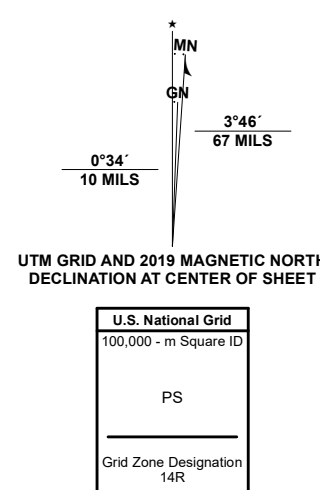 ★
MN
GN
3°46´
67 MILS
0°34´
10 MILS
UTM GRID AND 2019 MAGNETIC NORTH
DECLINATION AT CENTER OF SHEET
U.S. National Grid
100,000 - m Square ID
PS
Grid Zone Designation
14R